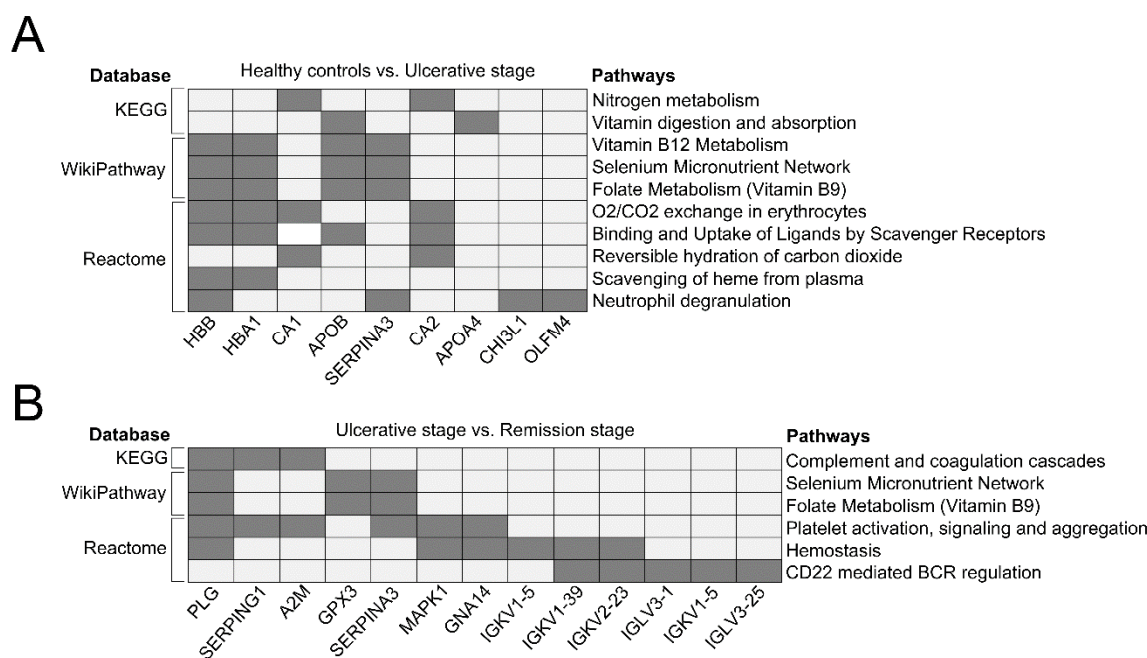 A
Database Healthy controls vs. Ulcerative stage Pathways
KEGG
Nitrogen metabolism
Vitamin digestion and absorption
WikiPathway
Vitamin B12 Metabolism
Selenium Micronutrient Network
Folate Metabolism (Vitamin B9)
Reactome
O2/CO2 exchange in erythrocytes
Binding and Uptake of Ligands by Scavenger Receptors
Reversible hydration of carbon dioxide
Scavenging of heme from plasma
Neutrophil degranulation
HBB
HBA1
CA1
APOB
SERPINA3
CA2
APOA4
CHI3L1
OLFM4
B
Database Ulcerative stage vs. Remission stage Pathways
KEGG
Complement and coagulation cascades
WikiPathway
Selenium Micronutrient Network
Folate Metabolism (Vitamin B9)
Reactome
Platelet activation, signaling and aggregation
Hemostasis
CD22 mediated BCR regulation
PLG
SERPING1
A2M
GPX3
SERPINA3
MAPK1
GNA14
IGKV1-5
IGKV1-39
IGKV2-23
IGLV3-1
IGKV1-5
IGLV3-25